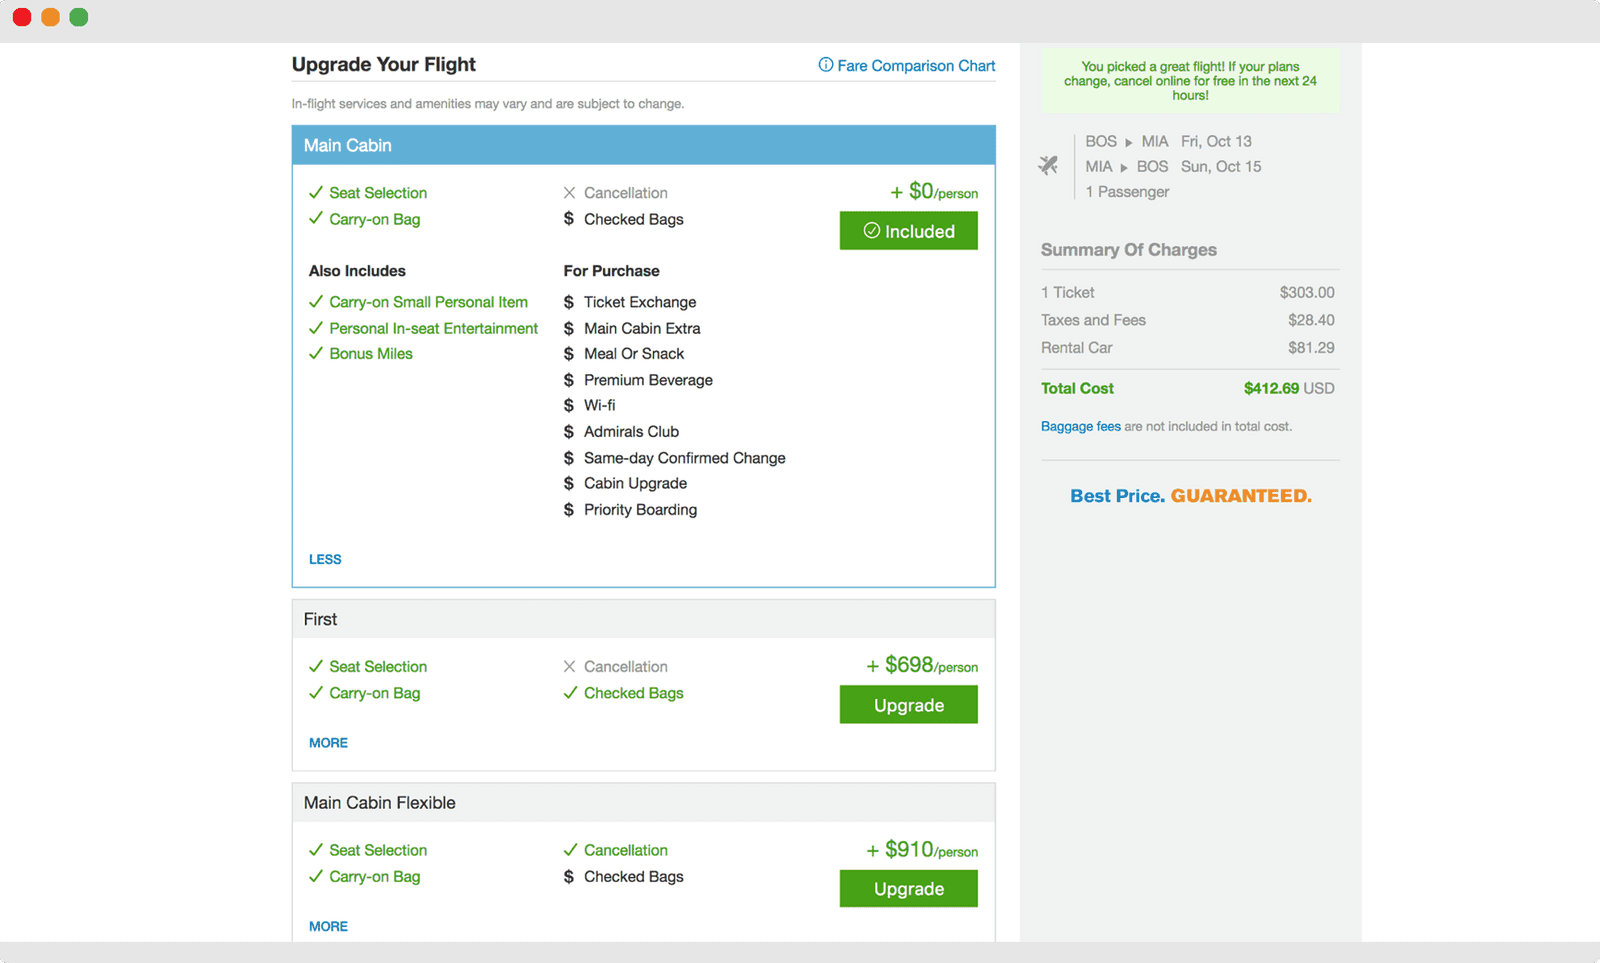 Upgrade Your Flight
Fare Comparison Chart
In-flight services and amenities may vary and are subject to change.
Main Cabin
Seat Selection
Carry-on Bag
Cancellation
$ Checked Bags
+ $0/person
Included
Also Includes
Carry-on Small Personal Item
Personal In-seat Entertainment
Bonus Miles
For Purchase
$ Ticket Exchange
$ Main Cabin Extra
$ Meal Or Snack
$ Premium Beverage
$ Wi-fi
$ Admirals Club
$ Same-day Confirmed Change
$ Cabin Upgrade
$ Priority Boarding
LESS
First
Seat Selection
Carry-on Bag
Cancellation
Checked Bags
+ $698/person
Upgrade
MORE
Main Cabin Flexible
Seat Selection
Carry-on Bag
Cancellation
$ Checked Bags
+ $910/person
Upgrade
MORE
You picked a great flight! If your plans
change, cancel online for free in the next 24
hours!
BOS ▸ MIA Fri, Oct 13
MIA ▸ BOS Sun, Oct 15
1 Passenger
Summary Of Charges
1 Ticket $303.00
Taxes and Fees $28.40
Rental Car $81.29
Total Cost $412.69 USD
Baggage fees are not included in total cost.
Best Price. GUARANTEED.